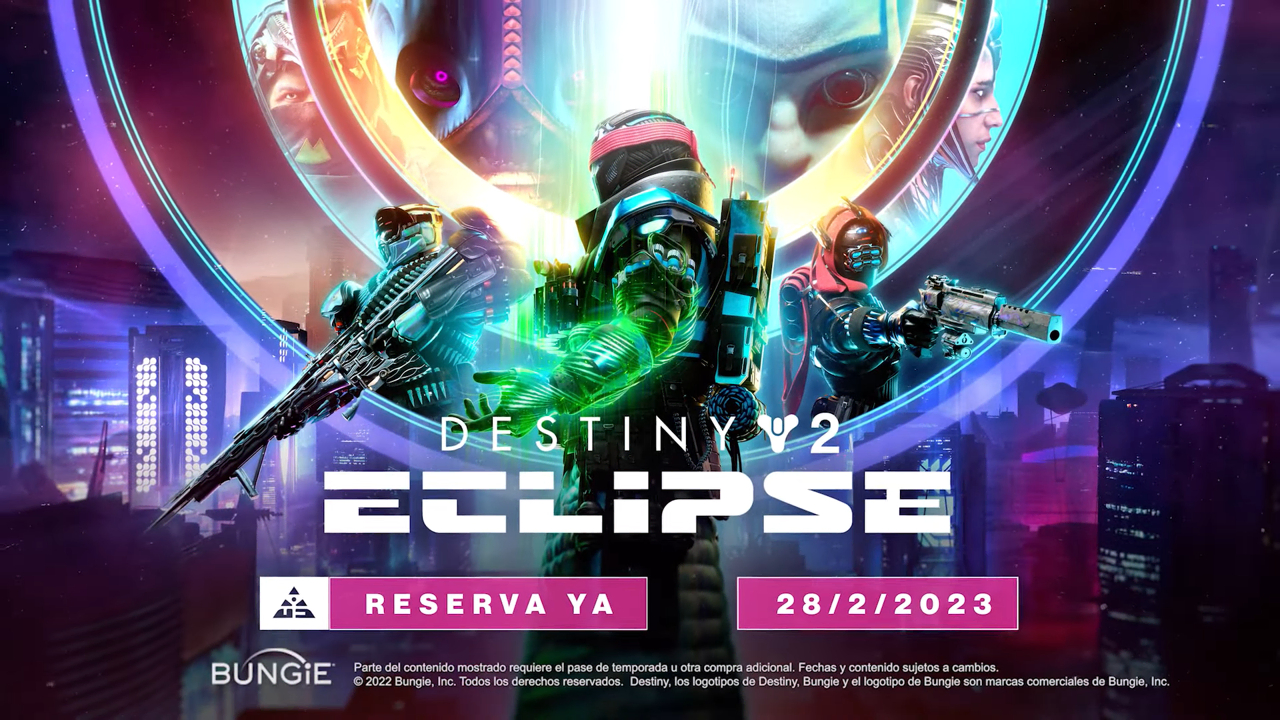 DESTINY 2
ECLIPSE
RESERVA YA
28/2/2023
BUNGiE
Parte del contenido mostrado requiere el pase de temporada u otra compra adicional. Fechas y contenido sujetos a cambios.
© 2022 Bungie, Inc. Todos los derechos reservados. Destiny, los logotipos de Destiny, Bungie y el logotipo de Bungie son marcas comerciales de Bungie, Inc.